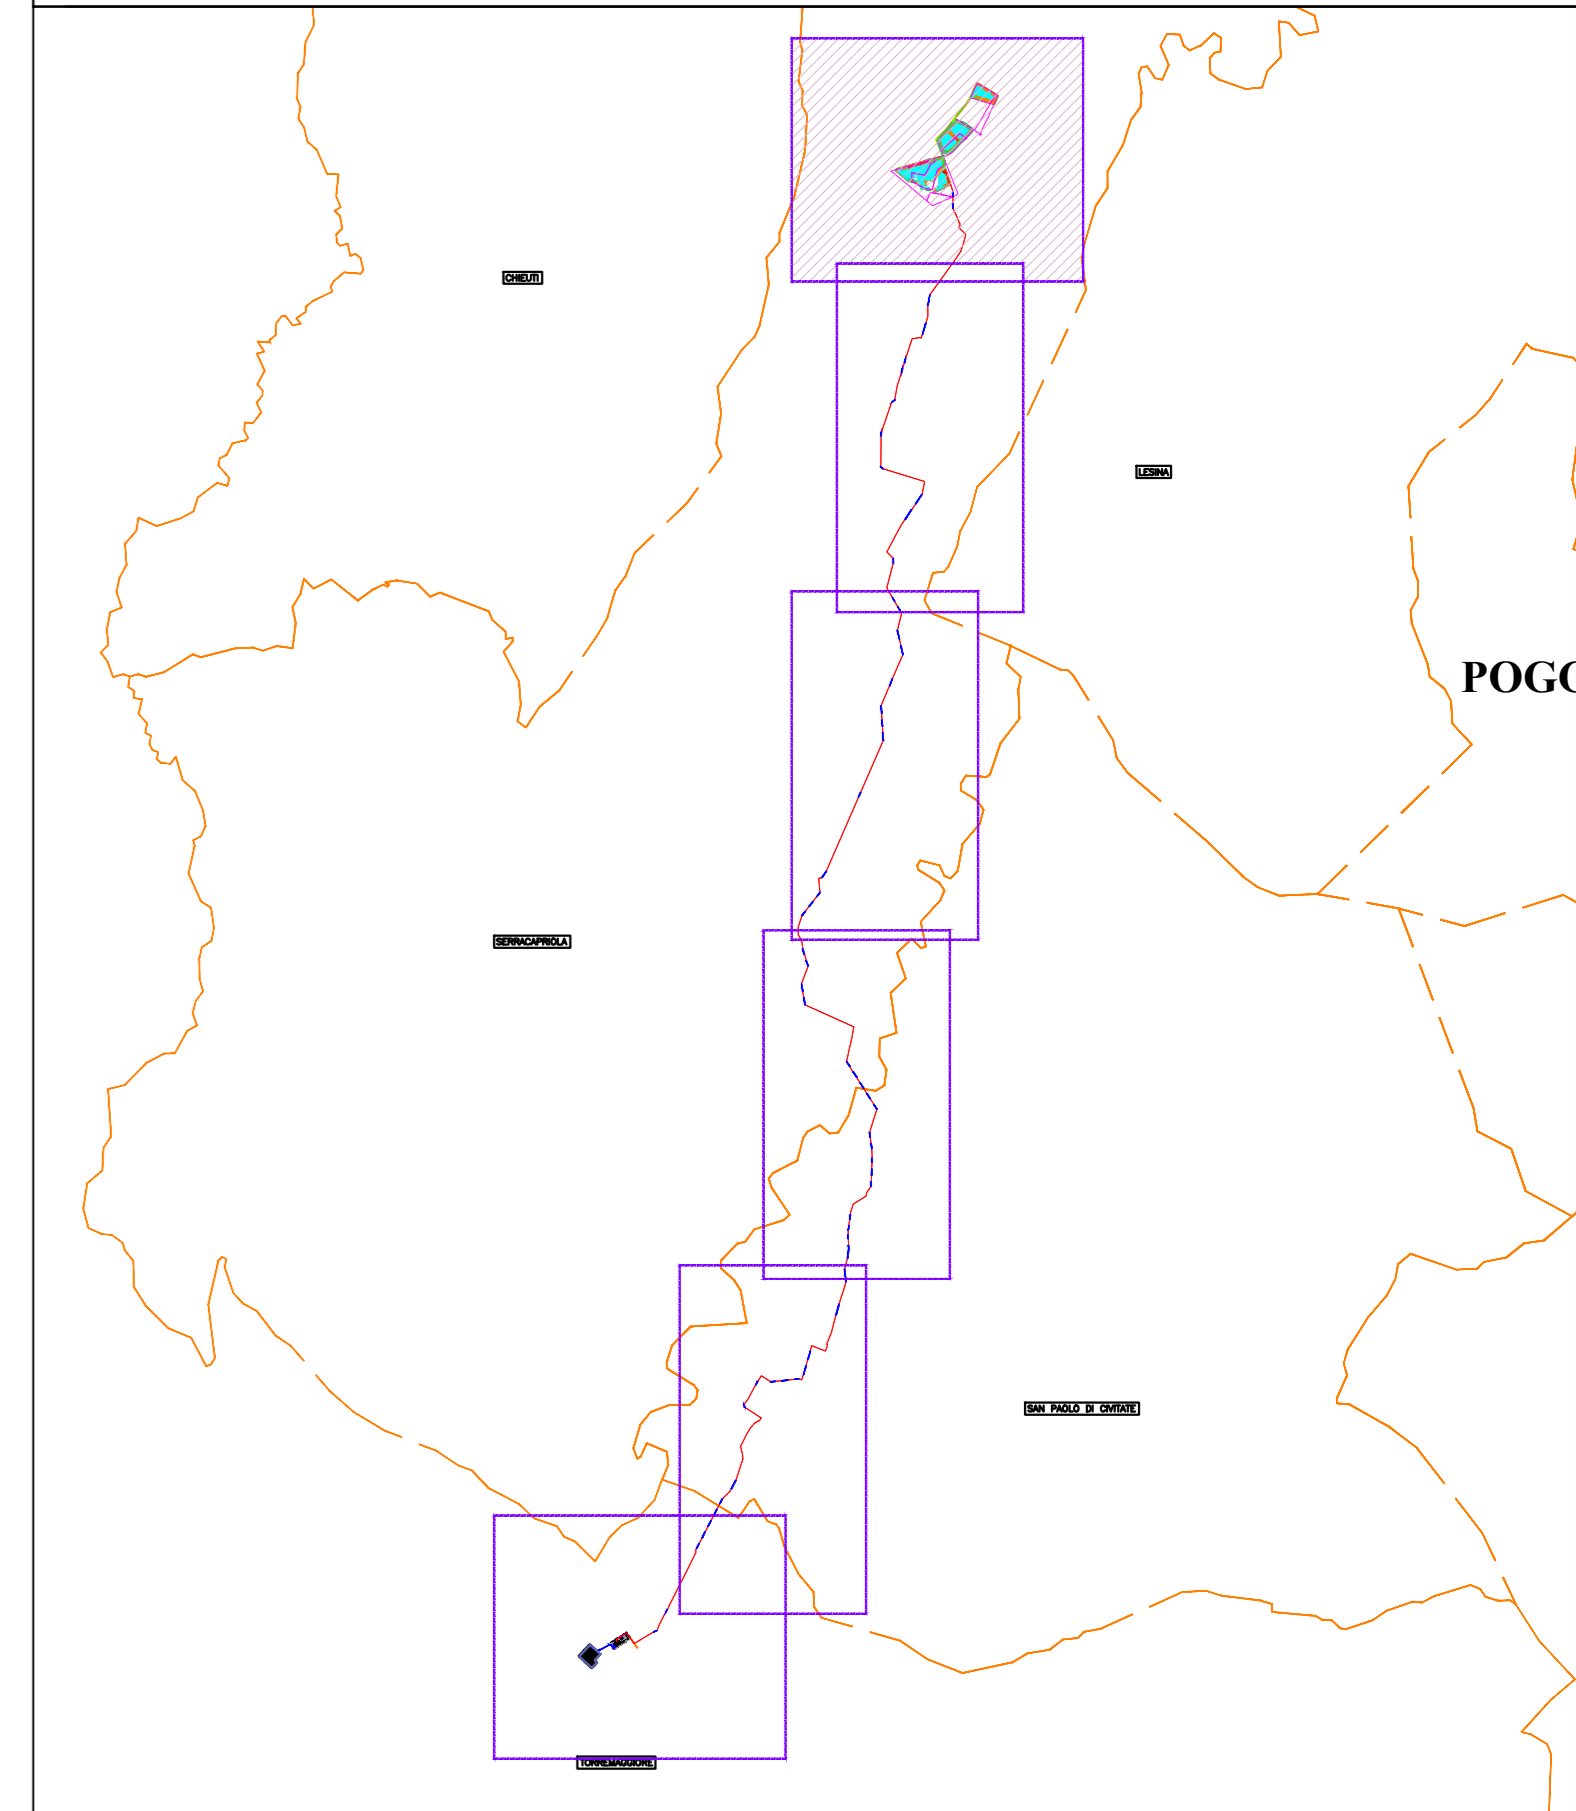 CHIEUTI
LESINA
POGG
SERRACAPRIOLA
SAN PAOLO DI CIVITATE
TORREMAGGIORE